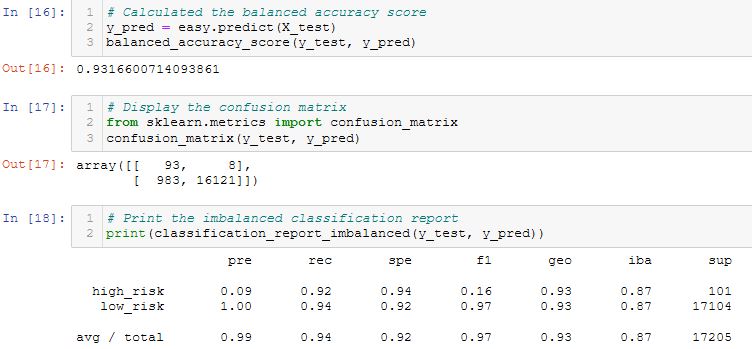 In [16]: 1 # Calculated the balanced accuracy score
2 y_pred = easy.predict(X_test)
3 balanced_accuracy_score(y_test, y_pred)
Out[16]: 0.9316600714093861
In [17]: 1 # Display the confusion matrix
2 from sklearn.metrics import confusion_matrix
3 confusion_matrix(y_test, y_pred)
Out[17]: array([[   93,     8],
[  983, 16121]])
In [18]: 1 # Print the imbalanced classification report
2 print(classification_report_imbalanced(y_test, y_pred))
pre rec spe f1 geo iba sup
high_risk 0.09 0.92 0.94 0.16 0.93 0.87 101
low_risk 1.00 0.94 0.92 0.97 0.93 0.87 17104
avg / total 0.99 0.94 0.92 0.97 0.93 0.87 17205